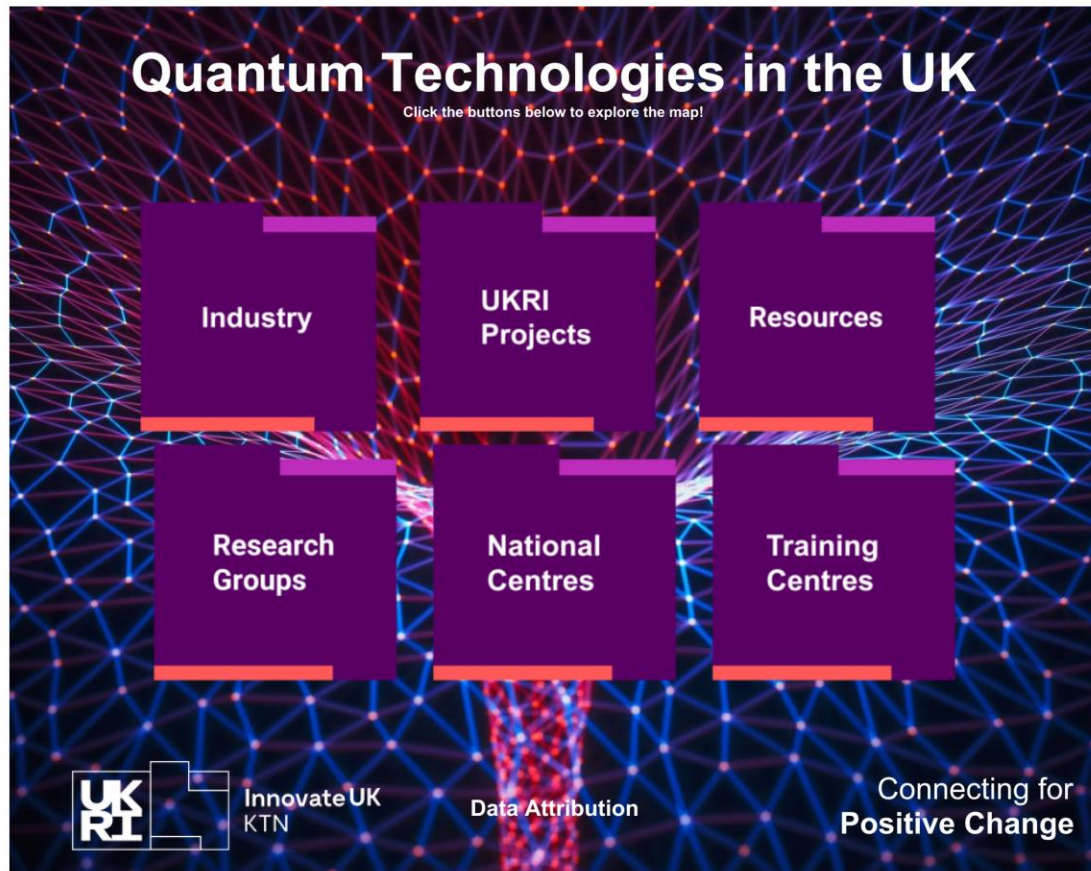 Quantum Technologies in the UK
Click the buttons below to explore the map!
Industry
UKRI
Projects
Resources
Research
Groups
National
Centres
Training
Centres
UK
RI
Innovate UK
KTN
Data Attribution
Connecting for
Positive Change